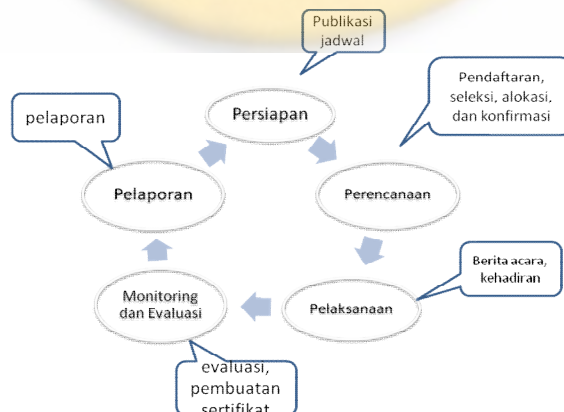 Publikasi
jadwal
Persiapan
Pendaftaran,
seleksi, alokasi,
dan konfirmasi
pelaporan
Pelaporan
Perencanaan
Berita acara,
kehadiran
Monitoring
dan Evaluasi
Pelaksanaan
evaluasi,
pembuatan
sertifikat